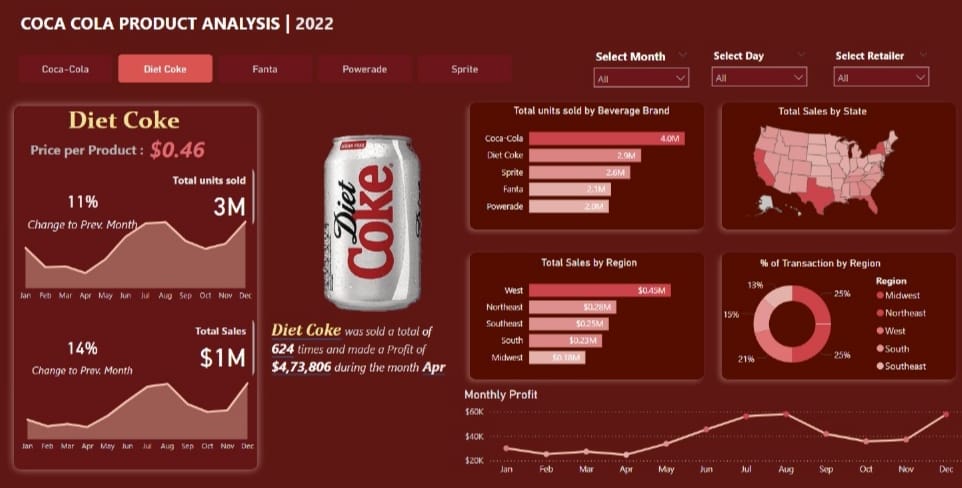 COCA COLA PRODUCT ANALYSIS | 2022
Coca-Cola
Diet Coke
Fanta
Powerade
Sprite
Select Month
All
Select Day
All
Select Retailer
All
Diet Coke
Price per Product : $0.46
Total units sold
11%
3M
Change to Prev. Month
Jan Feb Mar Apr May Jun Jul Aug Sep Oct Nov Dec
Total Sales
14%
$1M
Change to Prev. Month
Jan Feb Mar Apr May Jun Jul Aug Sep Oct Nov Dec
Diet
Coke
Diet Coke was sold a total of
624 times and made a Profit of
$4,73,806 during the month Apr
Total units sold by Beverage Brand
Coca-Cola 4.0M
Diet Coke 2.9M
Sprite 2.6M
Fanta 2.1M
Powerade 2.0M
Total Sales by State
Total Sales by Region
West $0.45M
Northeast $0.28M
Southeast $0.25M
South $0.23M
Midwest $0.18M
% of Transaction by Region
13%
25%
15%
21%
25%
Region
Midwest
Northeast
West
South
Southeast
Monthly Profit
$60K
$40K
$20K
Jan Feb Mar Apr May Jun Jul Aug Sep Oct Nov Dec